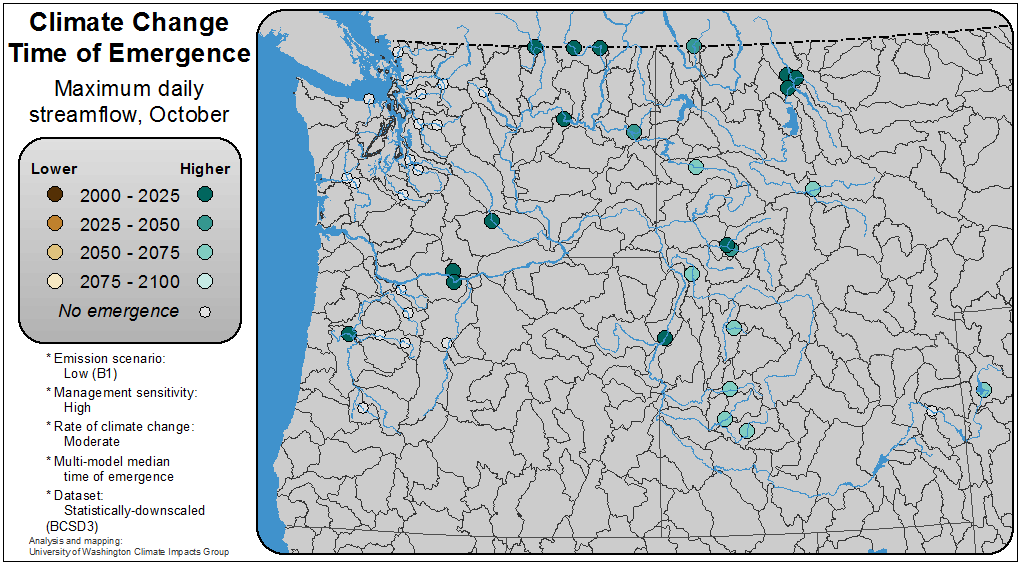 Climate Change
Time of Emergence
Maximum daily
streamflow, October
Lower Higher
2000 - 2025
2025 - 2050
2050 - 2075
2075 - 2100
No emergence
* Emission scenario:
Low (B1)
* Management sensitivity:
High
* Rate of climate change:
Moderate
* Multi-model median
time of emergence
* Dataset:
Statistically-downscaled
(BCSD3)
Analysis and mapping:
University of Washington Climate Impacts Group